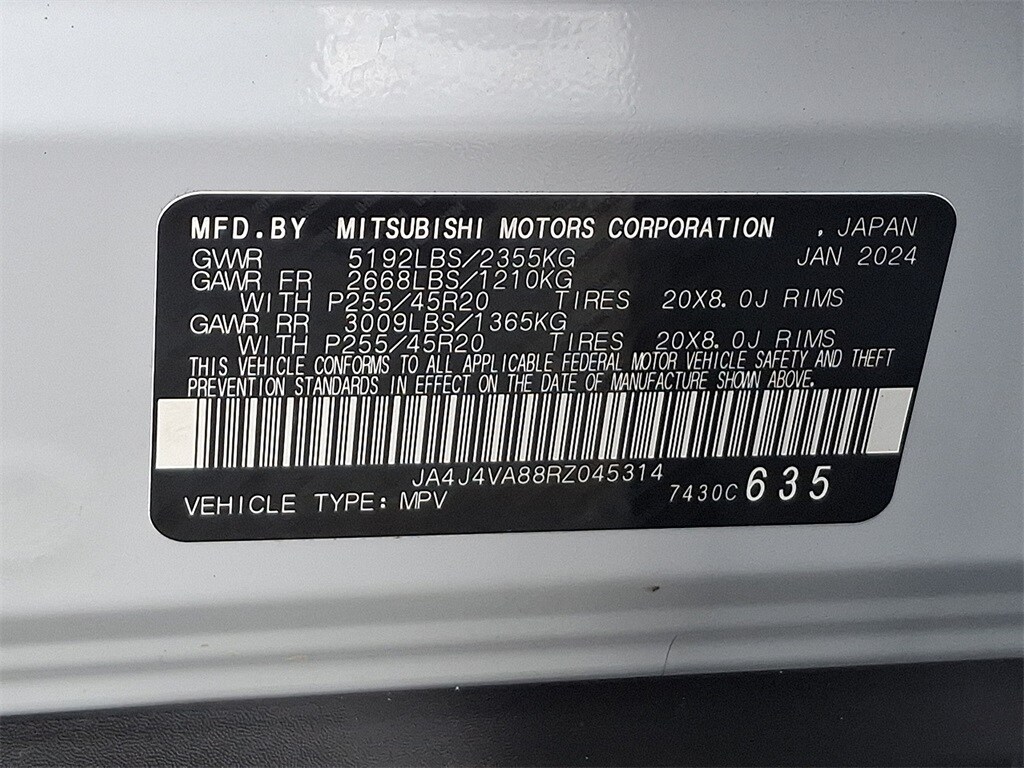 MFD.BY MITSUBISHI MOTORS CORPORATION , JAPAN
GVWR 5192LBS/2355KG JAN 2024
GAWR FR 2668LBS/1210KG
WITH P255/45R20 TIRES 20X8.0J RIMS
GAWR RR 3009LBS/1365KG
WITH P255/45R20 TIRES 20X8.0J RIMS
THIS VEHICLE CONFORMS TO ALL APPLICABLE FEDERAL MOTOR VEHICLE SAFETY AND THEFT
PREVENTION STANDARDS IN EFFECT ON THE DATE OF MANUFACTURE SHOWN ABOVE.
JA4J4VA88RZ045314
VEHICLE TYPE: MPV 7430C 635